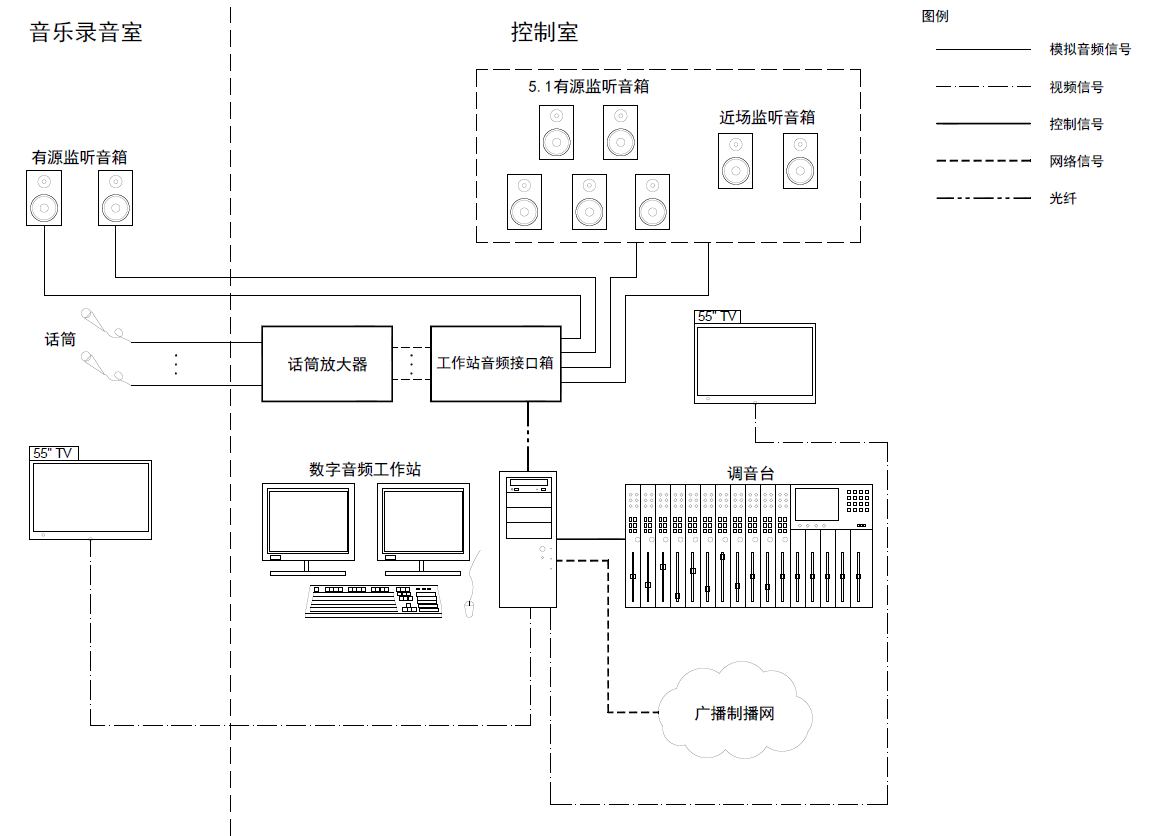 音乐录音室
控制室
图例
模拟音频信号
视频信号
控制信号
网络信号
光纤
5.1有源监听音箱
近场监听音箱
有源监听音箱
话筒
话筒放大器
工作站音频接口箱
55" TV
55" TV
数字音频工作站
调音台
广播制播网